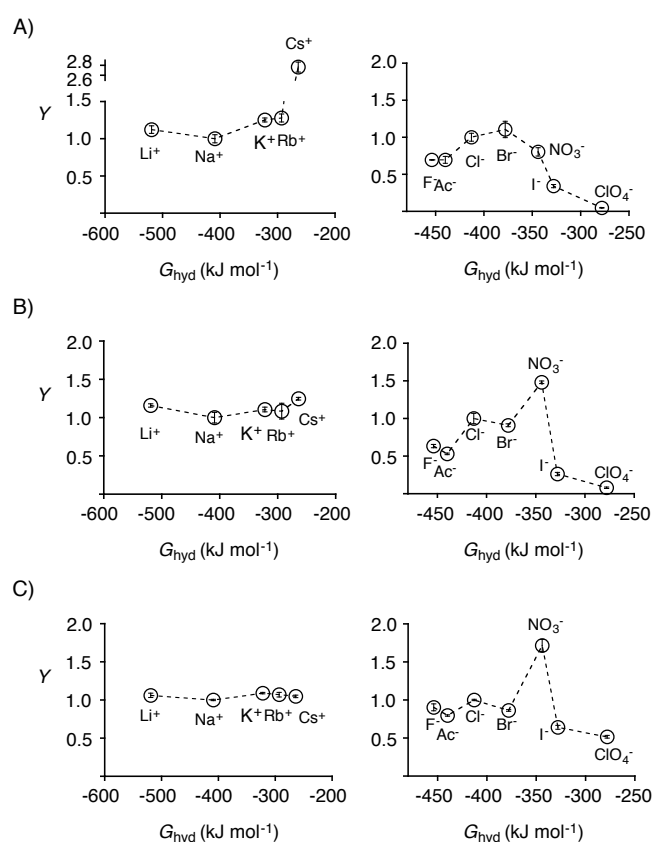 A)
Cs⁺
2.8
2.6
1.5
Y
1.0
0.5
Li⁺
Na⁺
K⁺
Rb⁺
-600 -500 -400 -300 -200
G_hyd (kJ mol⁻¹)
2.0
1.5
1.0
0.5
F⁻ Ac⁻ Cl⁻ Br⁻ NO₃⁻ I⁻ ClO₄⁻
-450 -400 -350 -300 -250
G_hyd (kJ mol⁻¹)
B)
2.0
Y
1.5
1.0
0.5
Li⁺ Na⁺ K⁺ Rb⁺ Cs⁺
-600 -500 -400 -300 -200
G_hyd (kJ mol⁻¹)
2.0
1.5
1.0
0.5
F⁻ Ac⁻ Cl⁻ Br⁻ NO₃⁻ I⁻ ClO₄⁻
-450 -400 -350 -300 -250
G_hyd (kJ mol⁻¹)
C)
2.0
Y
1.5
1.0
0.5
Li⁺ Na⁺ K⁺ Rb⁺ Cs⁺
-600 -500 -400 -300 -200
G_hyd (kJ mol⁻¹)
2.0
1.5
1.0
0.5
F⁻ Ac⁻ Cl⁻ Br⁻ NO₃⁻ I⁻ ClO₄⁻
-450 -400 -350 -300 -250
G_hyd (kJ mol⁻¹)